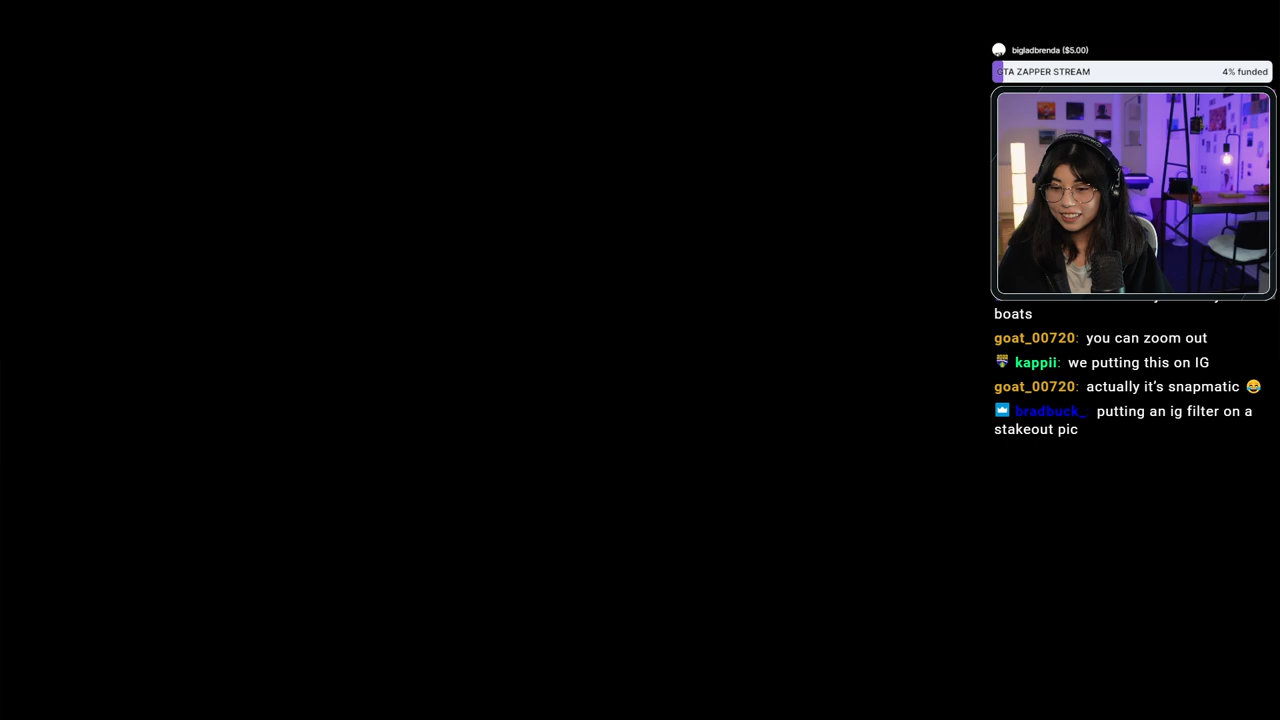 bigladbrenda ($5.00)
GTA ZAPPER STREAM 4% funded
boats
goat_00720: you can zoom out
kappii: we putting this on IG
goat_00720: actually it’s snapmatic 😂
bradbuck_: putting an ig filter on a
stakeout pic